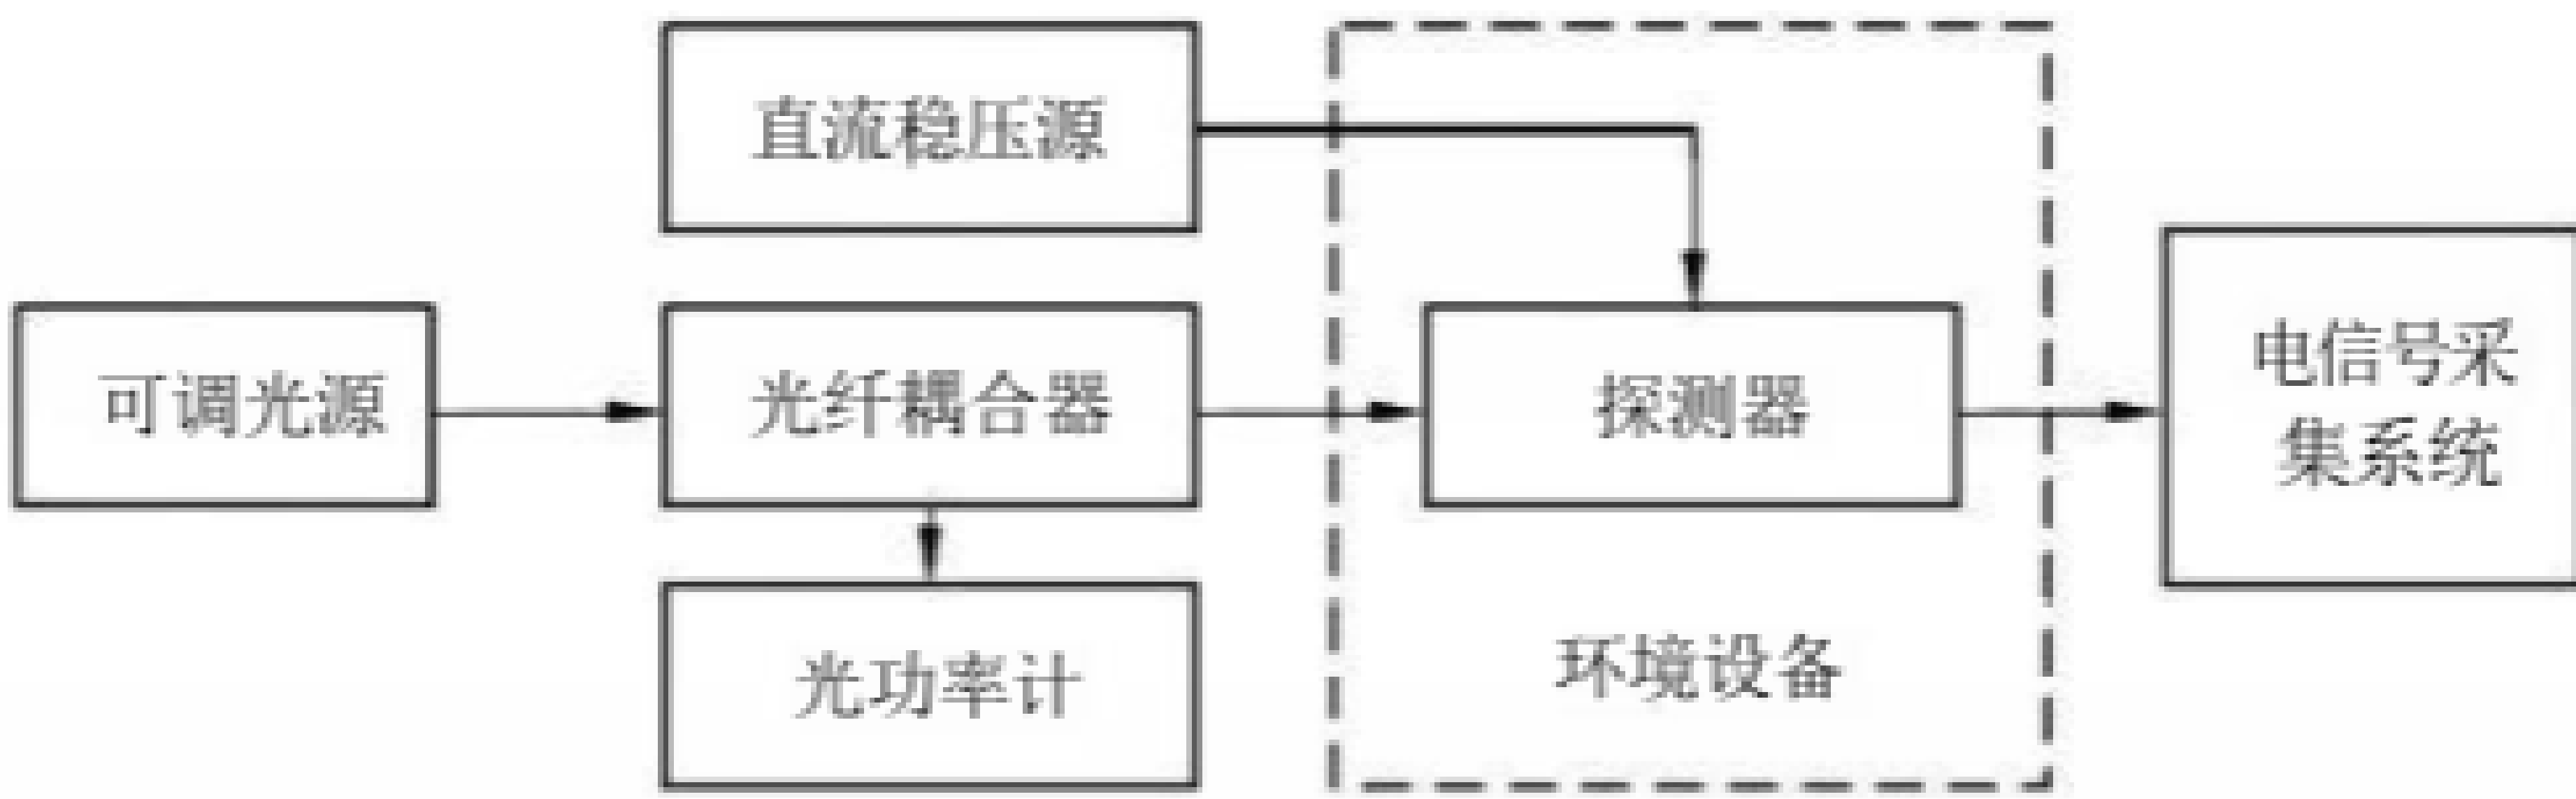 直流稳压源
可调光源
光纤耦合器
探测器
电信号采
集系统
光功率计
环境设备